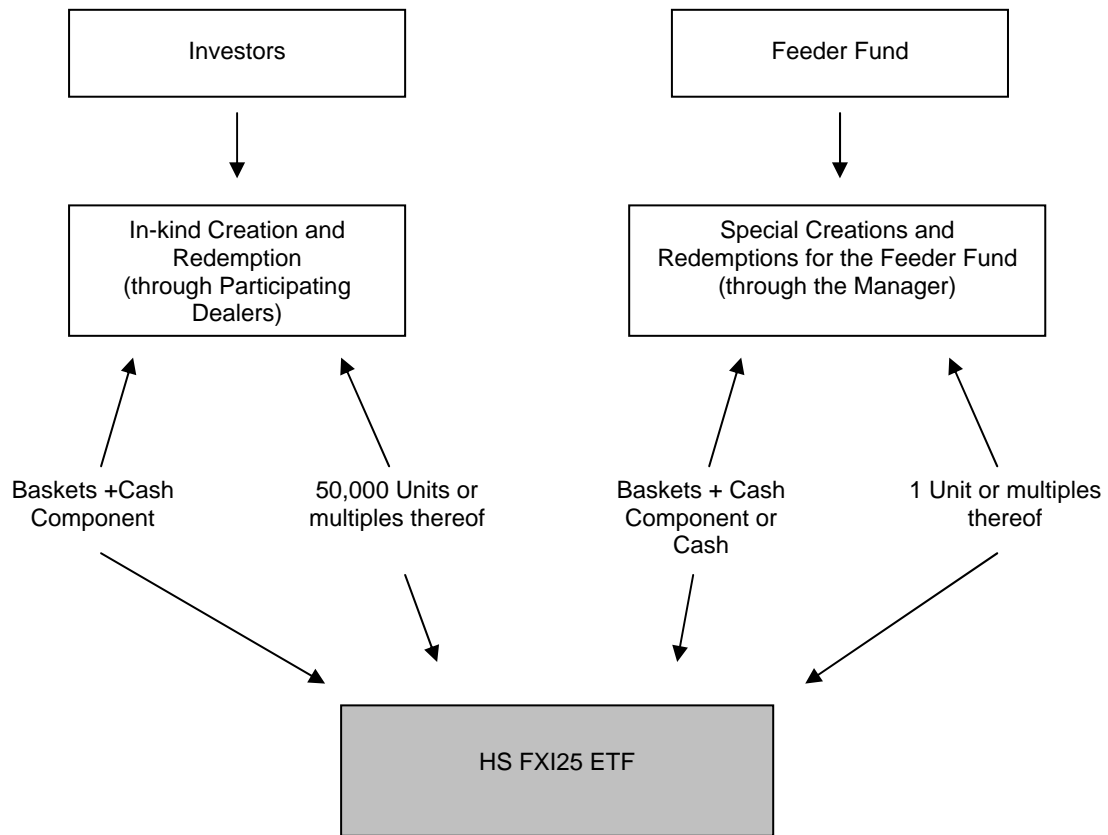 Investors
Feeder Fund
In-kind Creation and
Redemption
(through Participating
Dealers)
Special Creations and
Redemptions for the Feeder Fund
(through the Manager)
Baskets +Cash
Component
50,000 Units or
multiples thereof
Baskets + Cash
Component or
Cash
1 Unit or multiples
thereof
HS FXI25 ETF